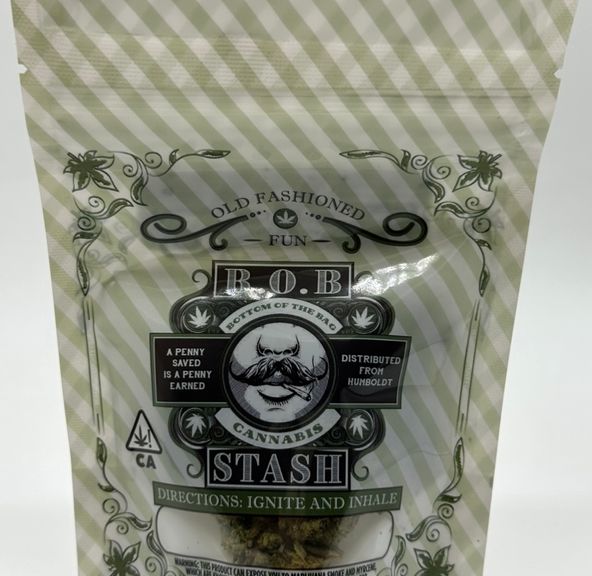 OLD FASHIONED
FUN
B.O.B
BOTTOM OF THE BAG
A PENNY
SAVED
IS A PENNY
EARNED
DISTRIBUTED
FROM
HUMBOLDT
CANNABIS
STASH
CA
DIRECTIONS: IGNITE AND INHALE
WARNING: THIS PRODUCT CAN EXPOSE YOU TO MARIJUANA SMOKE AND MYRCENE,